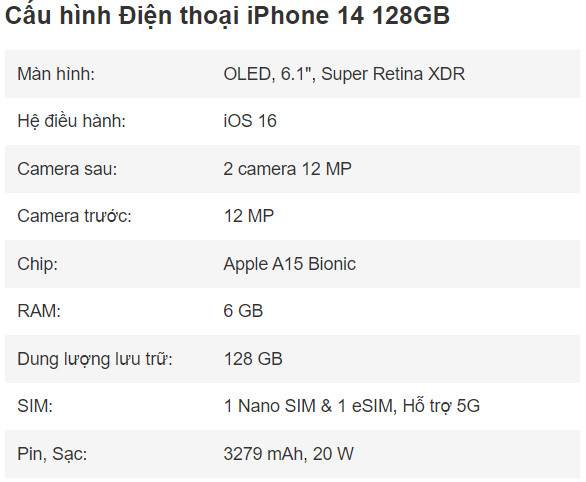 Cấu hình Điện thoại iPhone 14 128GB
Màn hình: OLED, 6.1", Super Retina XDR
Hệ điều hành: iOS 16
Camera sau: 2 camera 12 MP
Camera trước: 12 MP
Chip: Apple A15 Bionic
RAM: 6 GB
Dung lượng lưu trữ: 128 GB
SIM: 1 Nano SIM & 1 eSIM, Hỗ trợ 5G
Pin, Sạc: 3279 mAh, 20 W